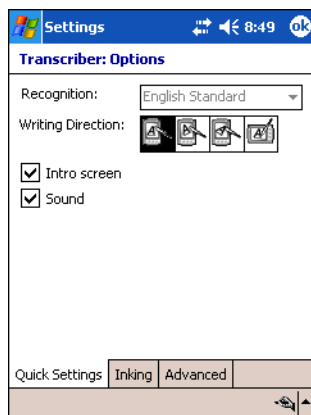 Settings 8:49 ok
Transcriber: Options
Recognition: English Standard
Writing Direction:
Intro screen
Sound
Quick Settings Inking Advanced